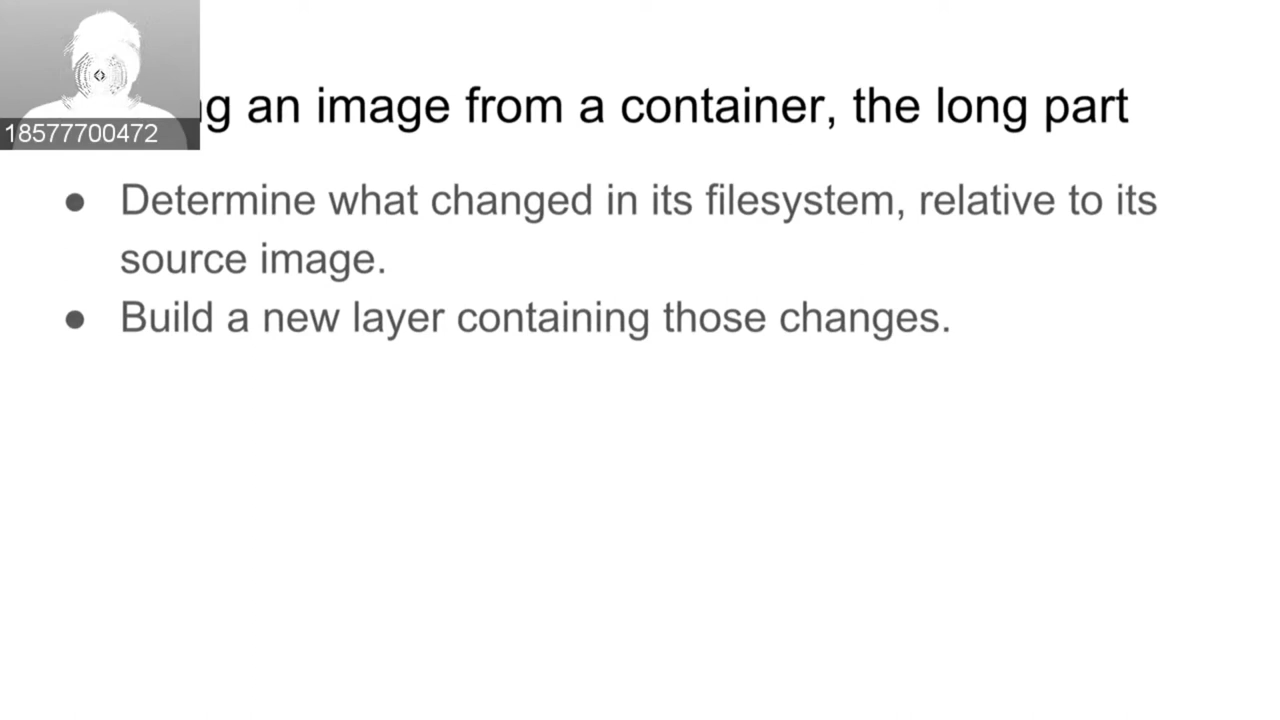 an image from a container, the long part
18577700472
● Determine what changed in its filesystem, relative to its
source image.
● Build a new layer containing those changes.